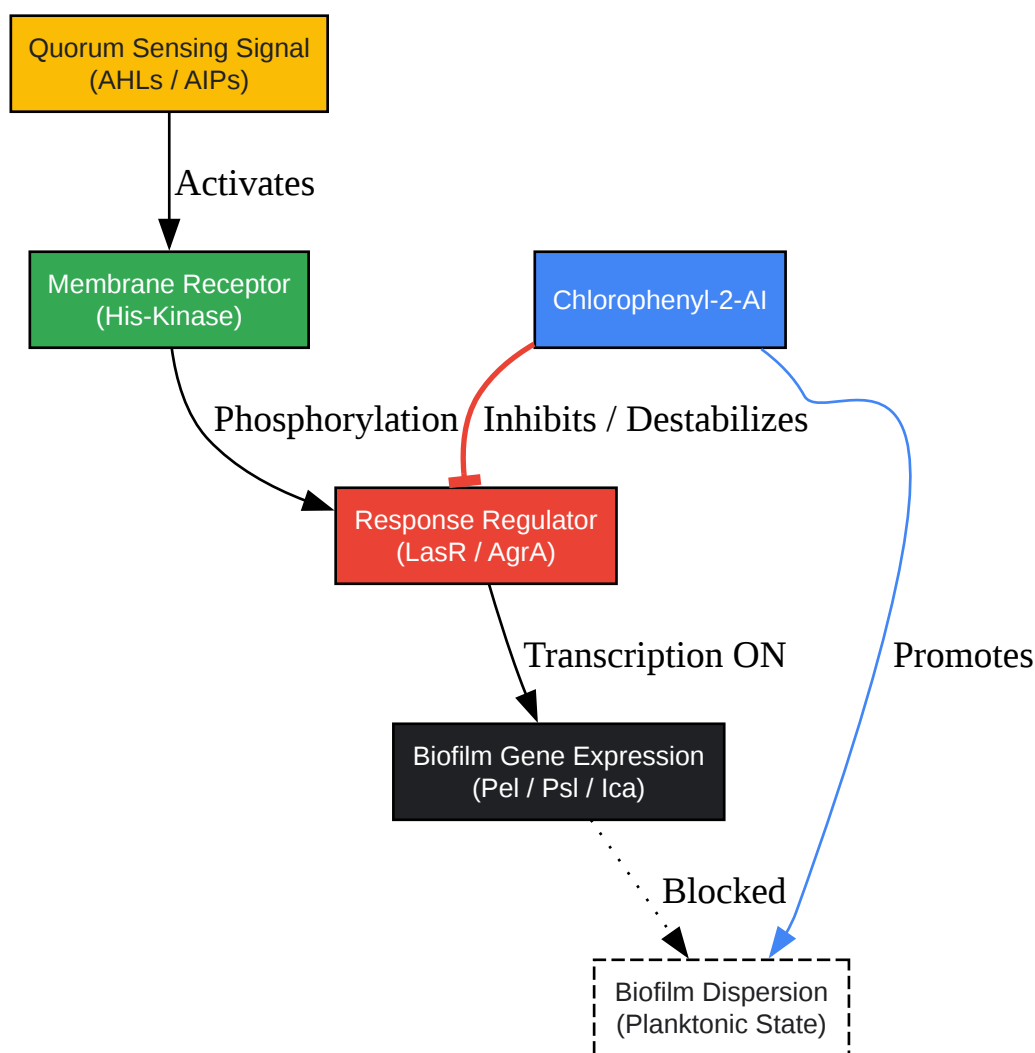 Quorum Sensing Signal
(AHLs / AIPs)
Activates
Membrane Receptor
(His-Kinase)
Chlorophenyl-2-AI
Phosphorylation
Inhibits / Destabilizes
Response Regulator
(LasR / AgrA)
Transcription ON
Promotes
Biofilm Gene Expression
(Pel / Psl / Ica)
Blocked
Biofilm Dispersion
(Planktonic State)